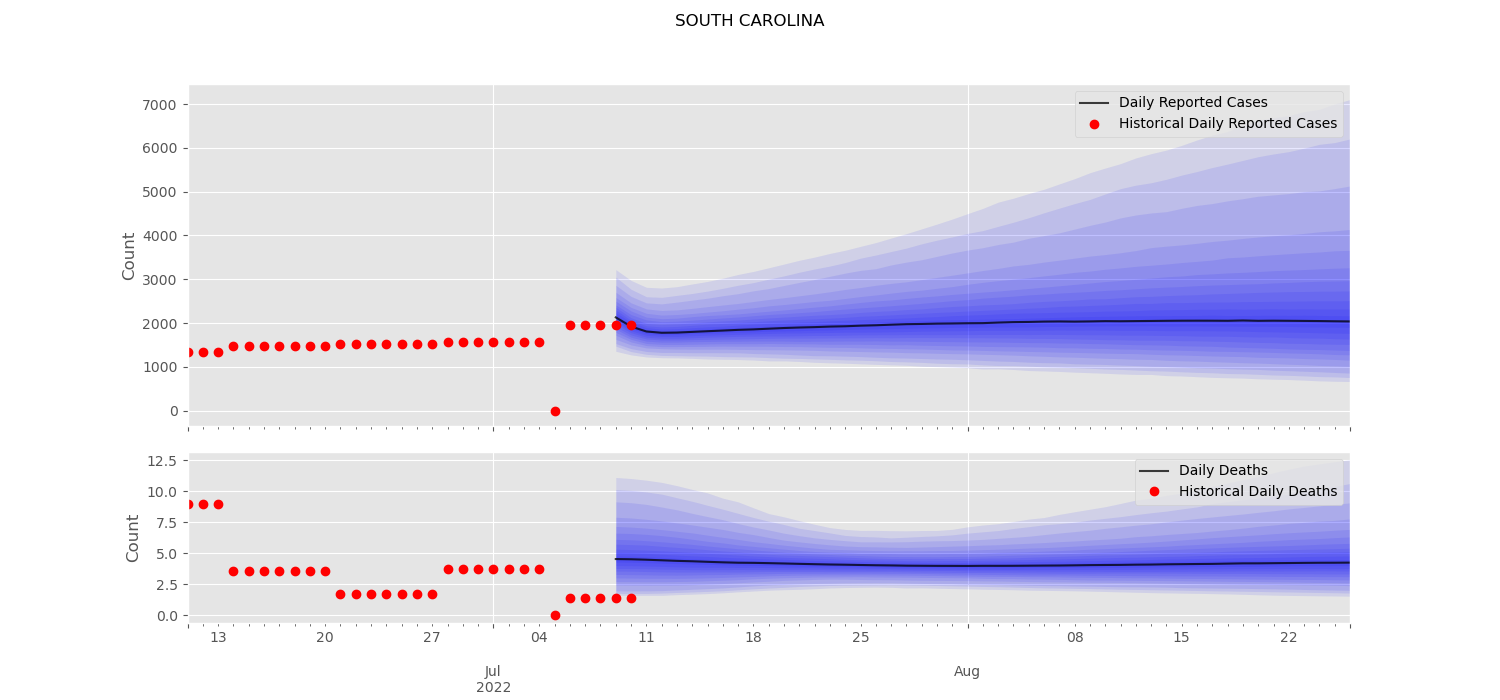 SOUTH CAROLINA
7000
6000
5000
4000
3000
2000
1000
0
Count
Daily Reported Cases
Historical Daily Reported Cases
12.5
10.0
7.5
5.0
2.5
0.0
Count
Daily Deaths
Historical Daily Deaths
13 20 27 04 11 18 25 08 15 22
Jul Aug
2022